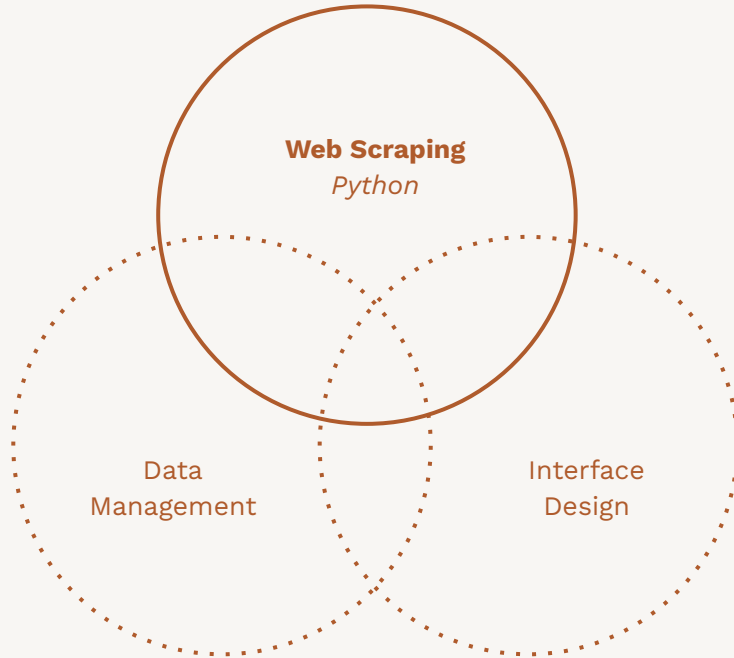 Web Scraping
Python
Data
Management
Interface
Design